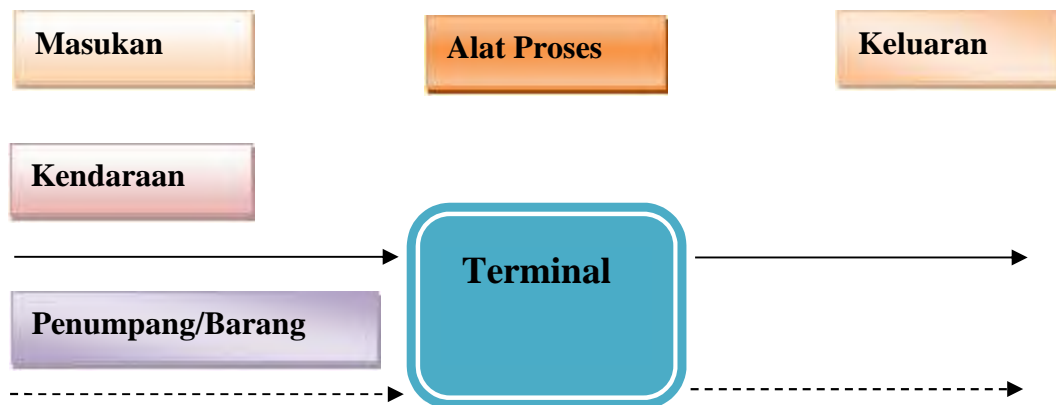 Masukan
Alat Proses
Keluaran
Kendaraan
Terminal
Penumpang/Barang